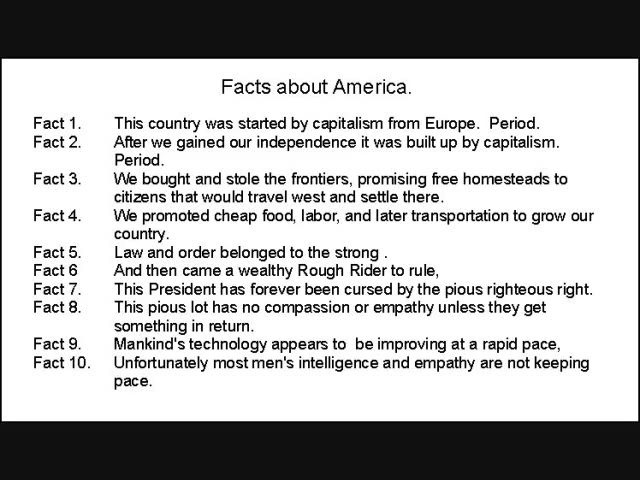 Facts about America.
Fact 1. This country was started by capitalism from Europe. Period.
Fact 2. After we gained our independence it was built up by capitalism.
Period.
Fact 3. We bought and stole the frontiers, promising free homesteads to
citizens that would travel west and settle there.
Fact 4. We promoted cheap food, labor, and later transportation to grow our
country.
Fact 5. Law and order belonged to the strong .
Fact 6 And then came a wealthy Rough Rider to rule,
Fact 7. This President has forever been cursed by the pious righteous right.
Fact 8. This pious lot has no compassion or empathy unless they get
something in return.
Fact 9. Mankind's technology appears to be improving at a rapid pace,
Fact 10. Unfortunately most men's intelligence and empathy are not keeping
pace.